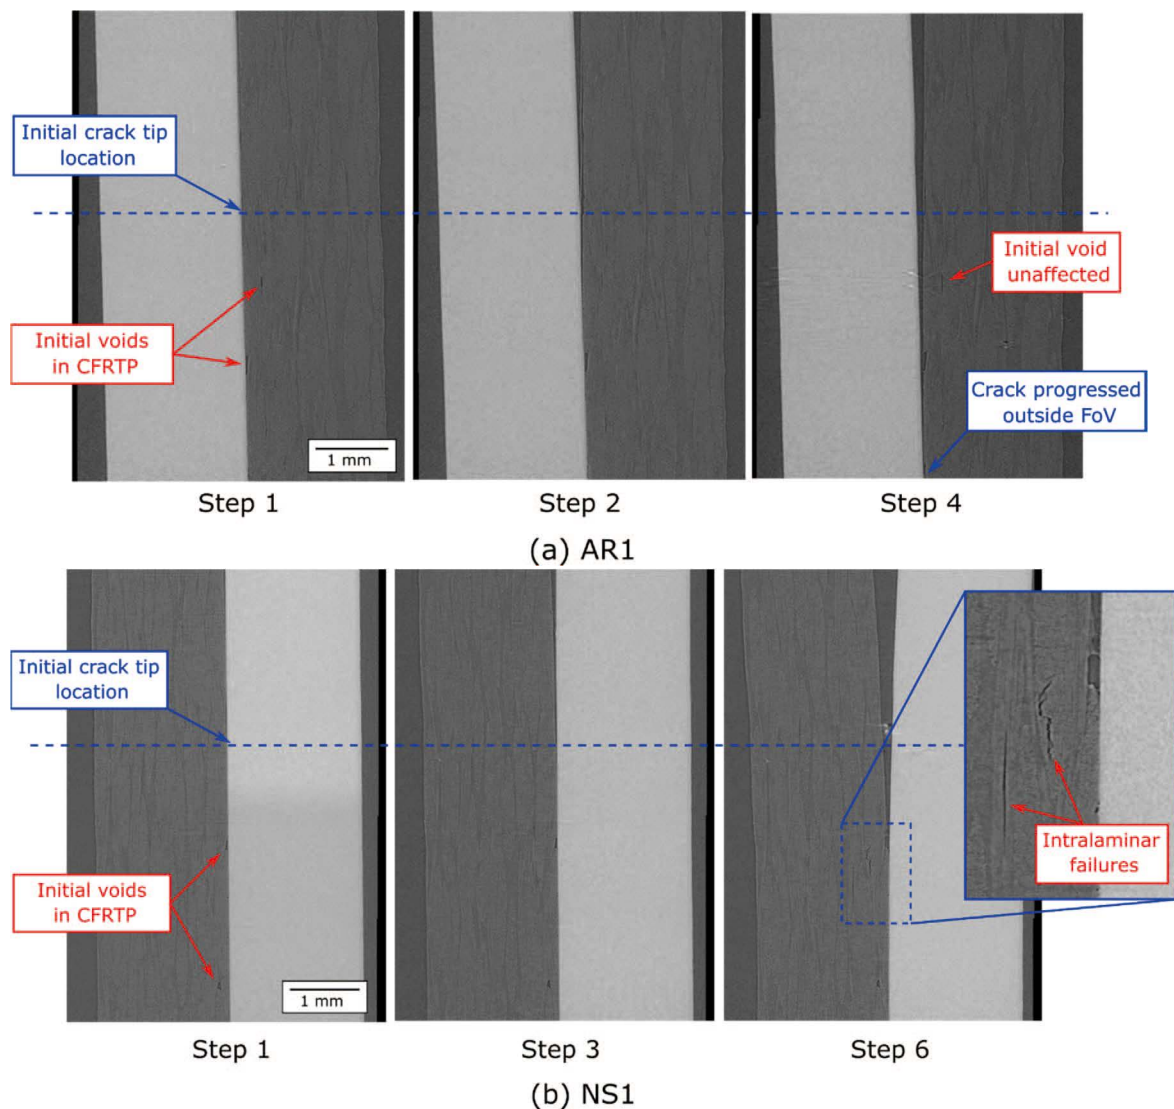 Initial crack tip
location
Initial voids
in CFRTP
1 mm
Initial void
unaffected
Crack progressed
outside FoV
Step 1
Step 2
Step 4
(a) AR1
Initial crack tip
location
Initial voids
in CFRTP
1 mm
Intralaminar
failures
Step 1
Step 3
Step 6
(b) NS1